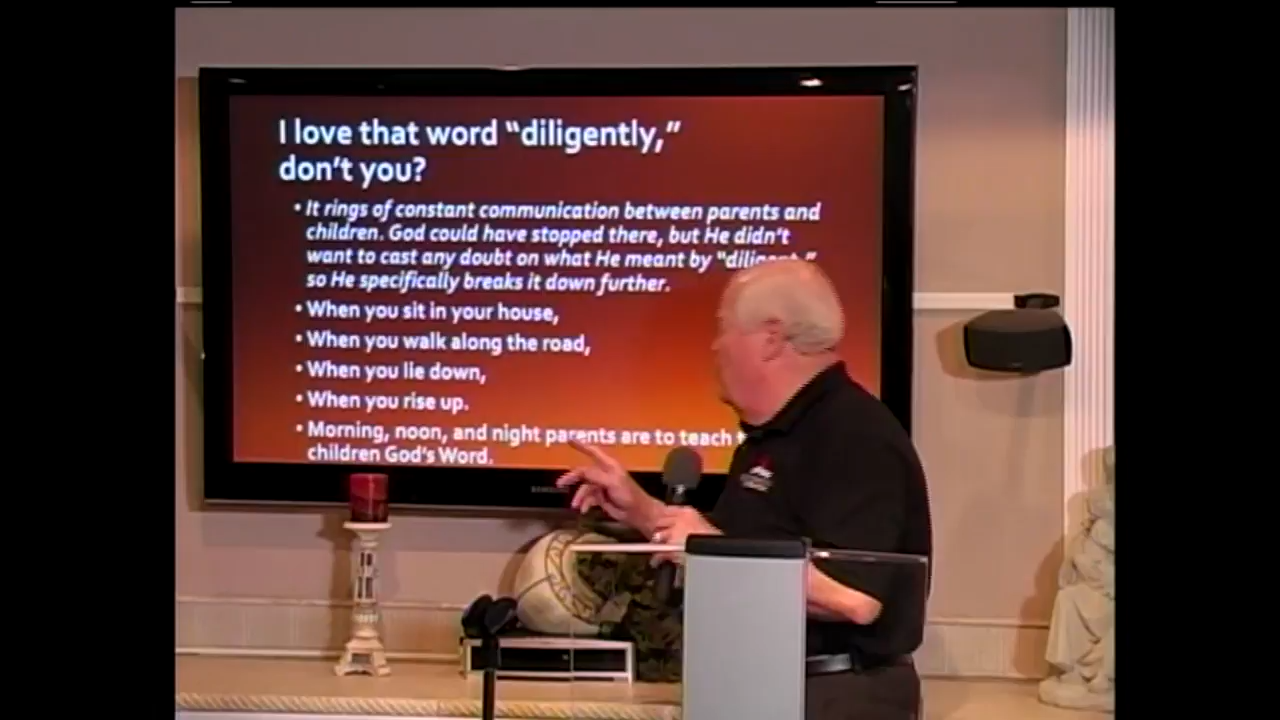 I love that word “diligently,”
don’t you?
• It rings of constant communication between parents and
children. God could have stopped there, but He didn’t
want to cast any doubt on what He meant by “diligent,”
so He specifically breaks it down further.
• When you sit in your house,
• When you walk along the road,
• When you lie down,
• When you rise up.
• Morning, noon, and night parents are to teach
children God’s Word.
SAMSUNG